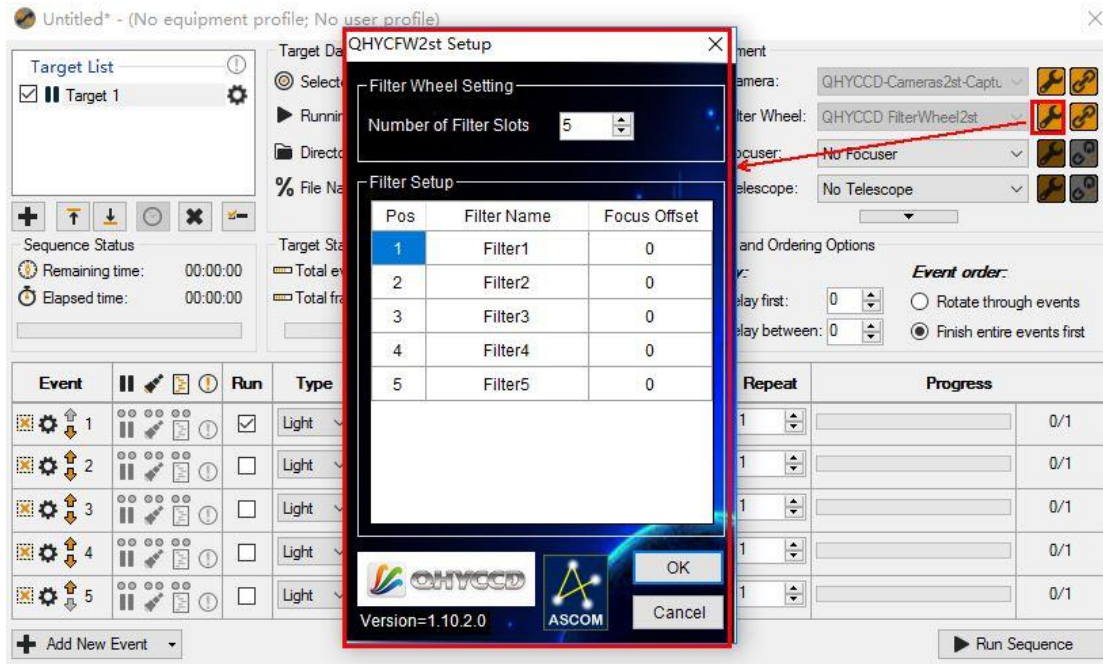 Untitled* - (No equipment profile; No user profile)
Target List
Target 1
Sequence Status
Remaining time: 00:00:00
Elapsed time: 00:00:00
Target Da
Selecte
Runnin
Directo
% File Na
Target Sta
Total ev
Total fra
QHYCFW2st Setup
Filter Wheel Setting
Number of Filter Slots 5
Filter Setup
Pos Filter Name Focus Offset
1 Filter1 0
2 Filter2 0
3 Filter3 0
4 Filter4 0
5 Filter5 0
QHYCCD
Version=1.10.2.0
ASCOM
OK
Cancel
ment
amera: QHYCCD-Cameras2st-Captu
lter Wheel: QHYCCD FilterWheel2st
ocuser: No Focuser
elescope: No Telescope
and Ordering Options
y:
elay first: 0
elay between: 0
Event order:
Rotate through events
Finish entire events first
Event Run Type Repeat Progress
1 Light 1 0/1
2 Light 1 0/1
3 Light 1 0/1
4 Light 1 0/1
5 Light 1 0/1
Add New Event
Run Sequence